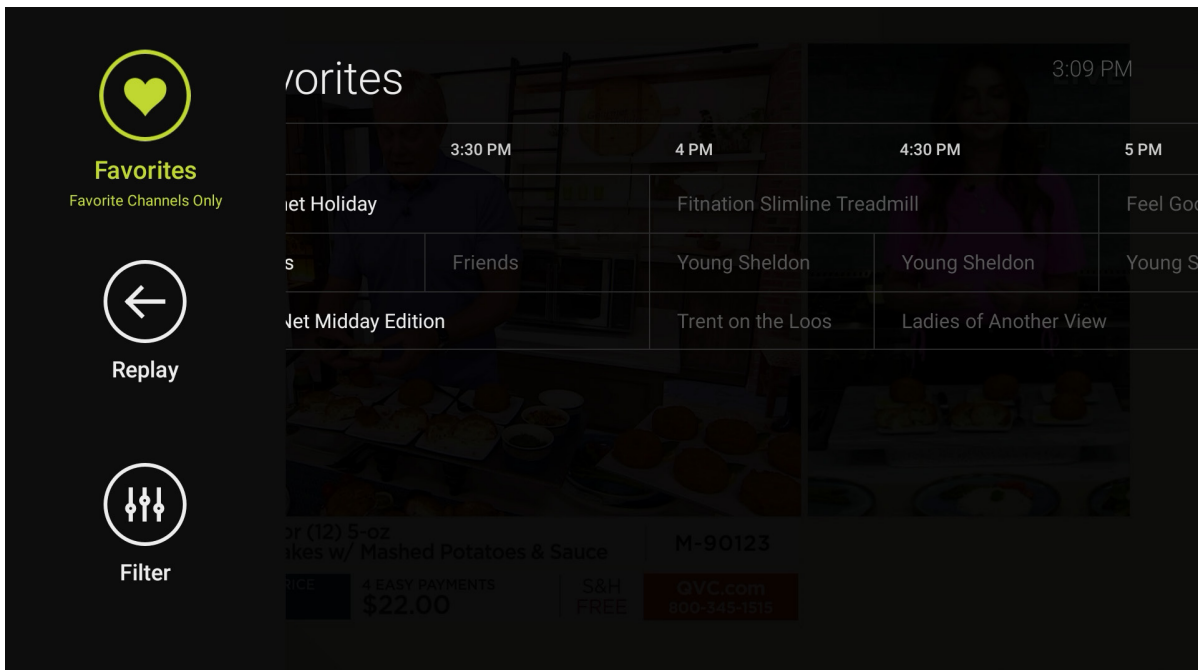 vorites
3:09 PM
Favorites
Favorite Channels Only
3:30 PM
4 PM
4:30 PM
5 PM
et Holiday
Fitnation Slimline Treadmill
Feel Goo
s
Friends
Young Sheldon
Young Sheldon
Young S
Net Midday Edition
Trent on the Loos
Ladies of Another View
Replay
Filter
or (12) 5-oz
akes w/ Mashed Potatoes & Sauce
M-90123
RICE
4 EASY PAYMENTS
$22.00
S&H
FREE
QVC.com
800-345-1515